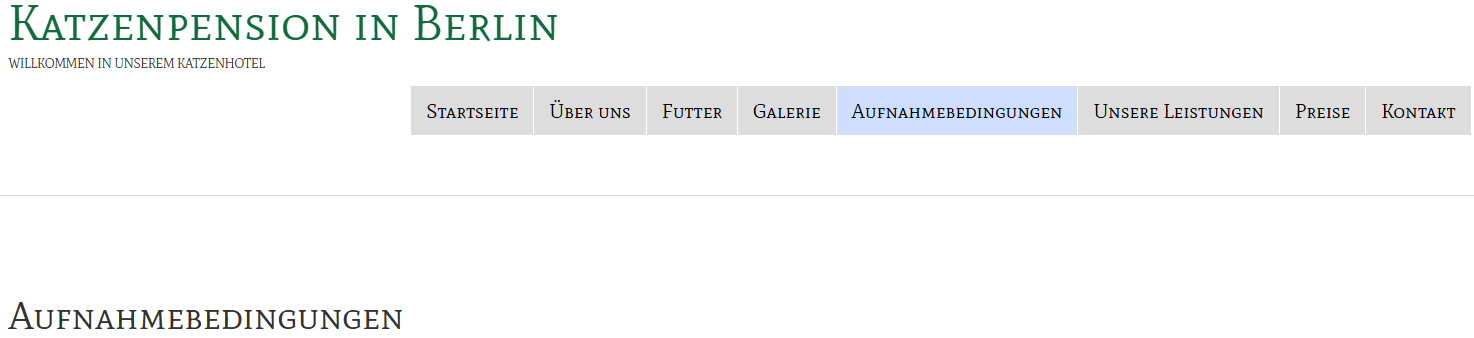 Katzenpension in Berlin
WILLKOMMEN IN UNSEREM KATZENHOTEL
Startseite Über uns Futter Galerie Aufnahmebedingungen Unsere Leistungen Preise Kontakt
Aufnahmebedingungen